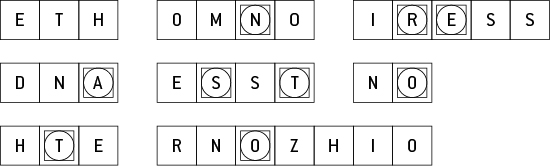 ETH OMNO IRESS
DNA ESST NO
HTE RNOZHIO